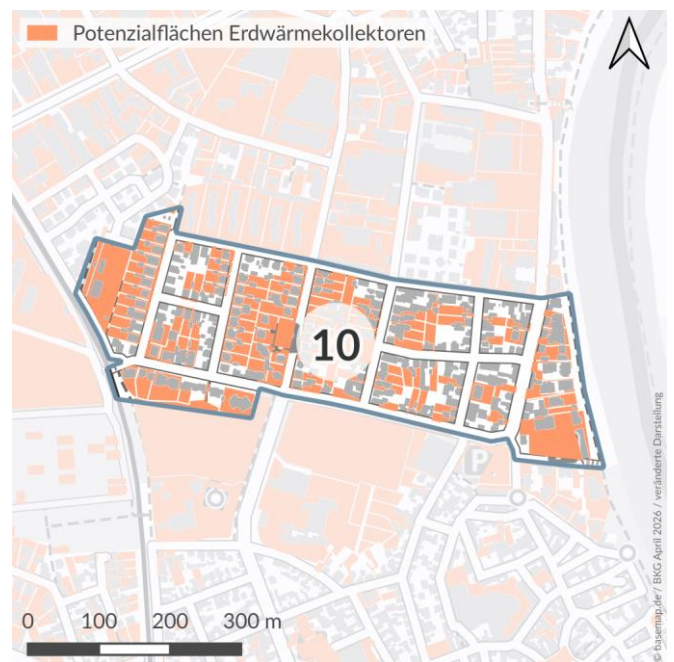 Potenzialflächen Erdwärmekollektoren
10
P
0 100 200 300 m
© basemap.de / BKG April 2026 / veränderte Darstellung